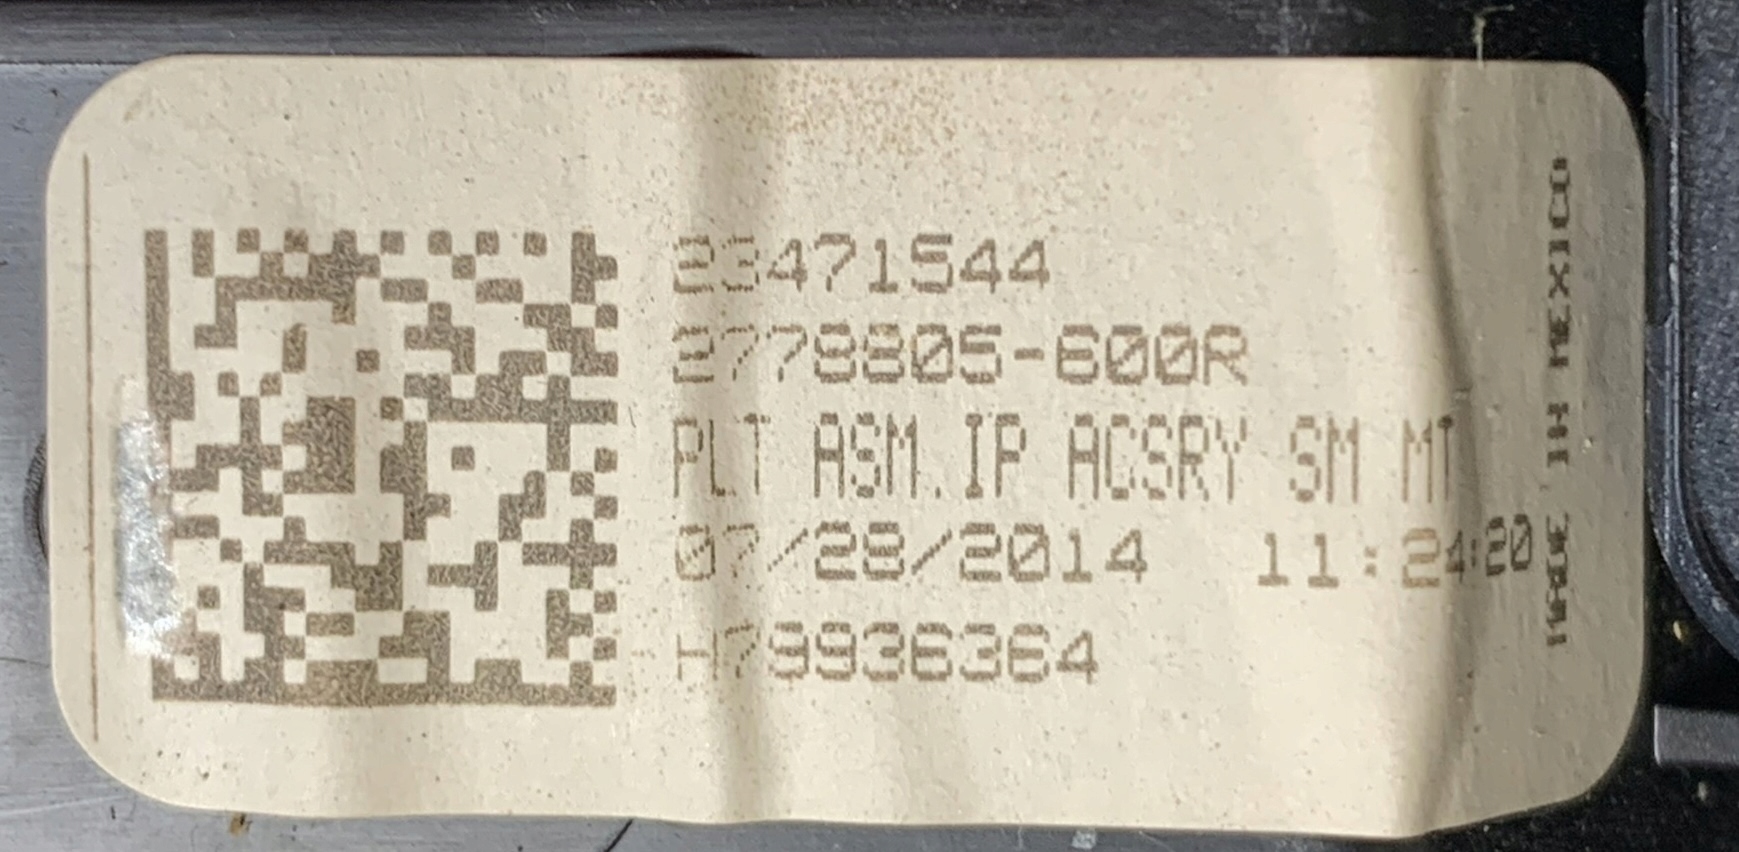 23471544
2778805-600R
PLT ASM.IP ACSRY SM MT
07/28/2014 11:24:20
H79936364
MADE IN MEXICO